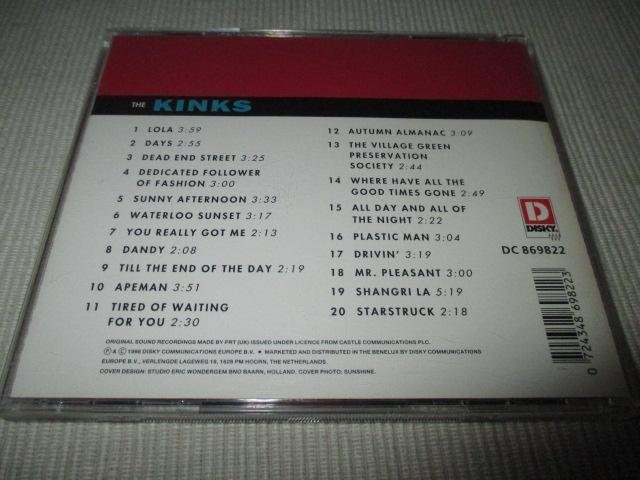 THE KINKS
1 LOLA 3:59
2 DAYS 2:55
3 DEAD END STREET 3:25
4 DEDICATED FOLLOWER
OF FASHION 3:00
5 SUNNY AFTERNOON 3:33
6 WATERLOO SUNSET 3:17
7 YOU REALLY GOT ME 2:13
8 DANDY 2:08
9 TILL THE END OF THE DAY 2:19
10 APEMAN 3:51
11 TIRED OF WAITING
FOR YOU 2:30
12 AUTUMN ALMANAC 3:09
13 THE VILLAGE GREEN
PRESERVATION
SOCIETY 2:44
14 WHERE HAVE ALL THE
GOOD TIMES GONE 2:49
15 ALL DAY AND ALL OF
THE NIGHT 2:22
16 PLASTIC MAN 3:04
17 DRIVIN' 3:19
18 MR. PLEASANT 3:00
19 SHANGRI LA 5:19
20 STARSTRUCK 2:18
D
DISKY
DC 869822
0 724348 698223
ORIGINAL SOUND RECORDINGS MADE BY PRT (UK) ISSUED UNDER LICENCE FROM CASTLE COMMUNICATIONS PLC.
℗ & © 1996 DISKY COMMUNICATIONS EUROPE B.V. • MARKETED AND DISTRIBUTED IN THE BENELUX BY DISKY COMMUNICATIONS
EUROPE B.V., VERLENGDE LAGEWEG 16, 1628 PM HOORN, THE NETHERLANDS.
COVER DESIGN: STUDIO ERIC WONDERGEM BNO BAARN, HOLLAND. COVER PHOTO: SUNSHINE.